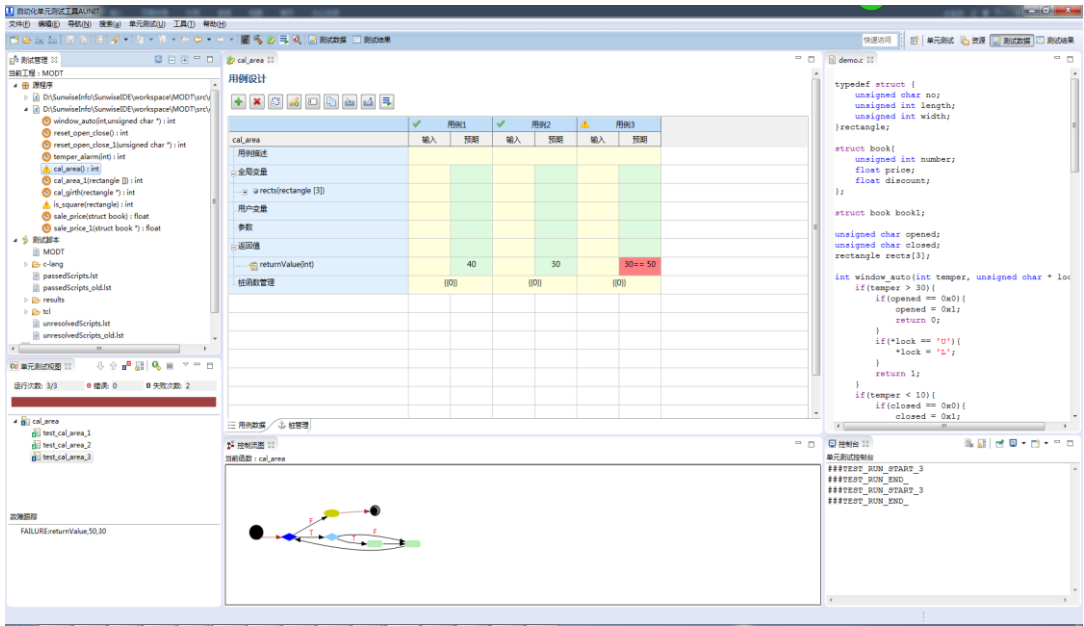 自动化单元测试工具AUNIT
文件(F) 编辑(E) 导航(N) 搜索(a) 单元测试(U) 工具(T) 帮助(H)
测试数据 测试结果
快速访问 单元测试 资源 测试数据 测试结果
测试管理
当前工程 : MODT
源程序
D:\SunwiseInfo\SunwiseIDE\workspace\MODT\src\/
D:\SunwiseInfo\SunwiseIDE\workspace\MODT\src\/
window_auto(int,unsigned char *) : int
reset_open_close() : int
reset_open_close_1(unsigned char *) : int
temper_alarm(int) : int
cal_area() : int
cal_area_1(rectangle []) : int
cal_girth(rectangle *) : int
is_square(rectangle) : int
sale_price(struct book) : float
sale_price_1(struct book *) : float
测试脚本
MODT
c-lang
passedScripts.lst
passedScripts_old.lst
results
tcl
unresolvedScripts.lst
unresolvedScripts_old.lst
单元测试视图
运行次数: 3/3 错误: 0 失败次数: 2
cal_area
test_cal_area_1
test_cal_area_2
test_cal_area_3
故障跟踪
FAILURE:returnValue,50,30
cal_area
用例设计
用例1 用例2 用例3
cal_area 输入 预期 输入 预期 输入 预期
用例描述
全局变量
rects(rectangle [3])
用户变量
参数
返回值
returnValue(int) 40 30 30== 50
桩函数管理 {{0}} {{0}} {{0}}
用例数据 桩管理
控制流图
当前函数 : cal_area
F
T
T
F
demo.c
typedef struct {
unsigned char no;
unsigned int length;
unsigned int width;
}rectangle;
struct book{
unsigned int number;
float price;
float discount;
};
struct book book1;
unsigned char opened;
unsigned char closed;
rectangle rects[3];
int window_auto(int temper, unsigned char * loc
if(temper > 30){
if(opened == 0x0){
opened = 0x1;
return 0;
}
if(*lock == 'U'){
*lock = 'L';
}
return 1;
}
if(temper < 10){
if(closed == 0x0){
closed = 0x1;
控制台
单元测试控制台
###TEST_RUN_START_3
###TEST_RUN_END_
###TEST_RUN_START_3
###TEST_RUN_END_